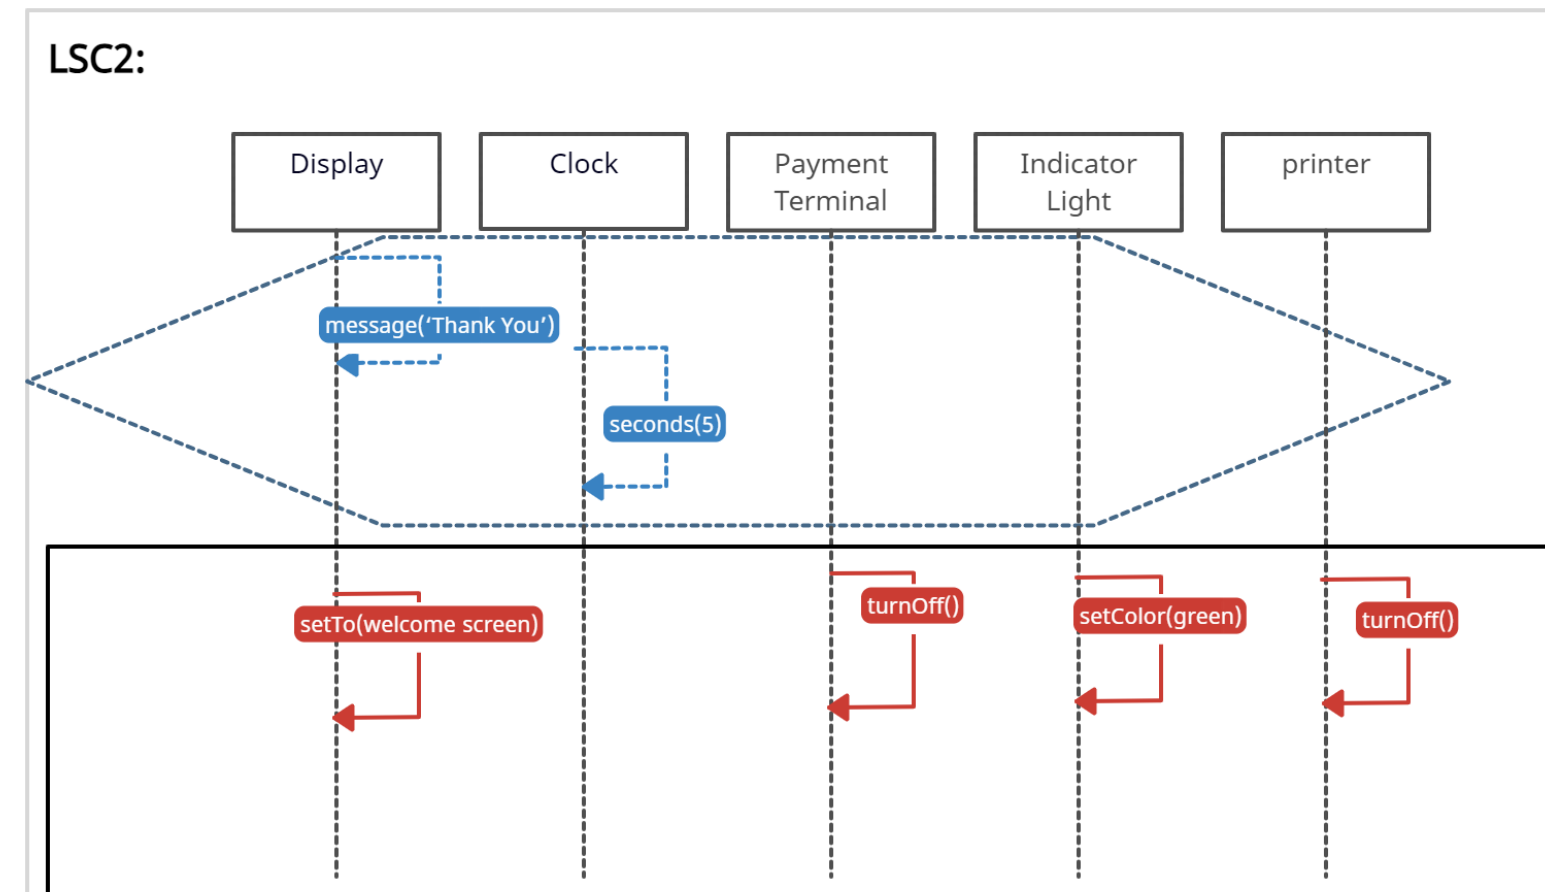 LSC2:
Display
Clock
Payment
Terminal
Indicator
Light
printer
message(‘Thank You’)
seconds(5)
setTo(welcome screen)
turnOff()
setColor(green)
turnOff()